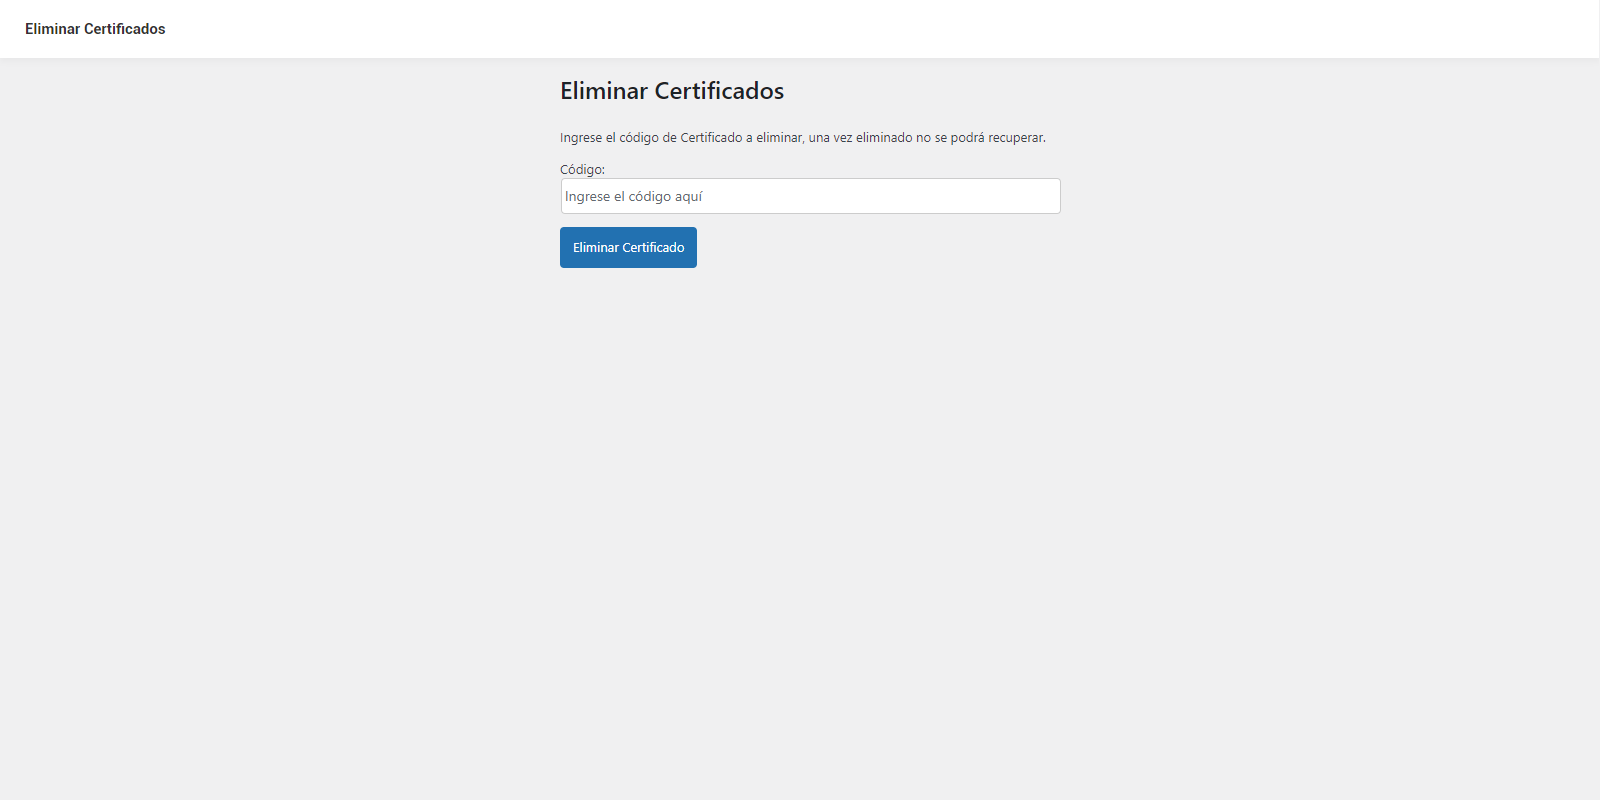 Eliminar Certificados
Eliminar Certificados
Ingrese el código de Certificado a eliminar, una vez eliminado no se podrá recuperar.
Código:
Ingrese el código aquí
Eliminar Certificado